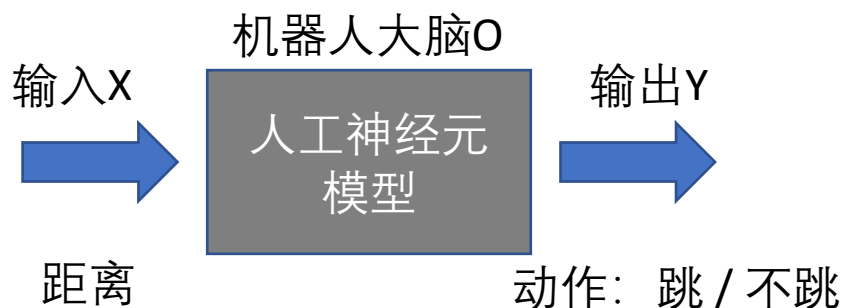 机器人大脑O
输入X
输出Y
人工神经元
模型
距离
动作：跳 / 不跳